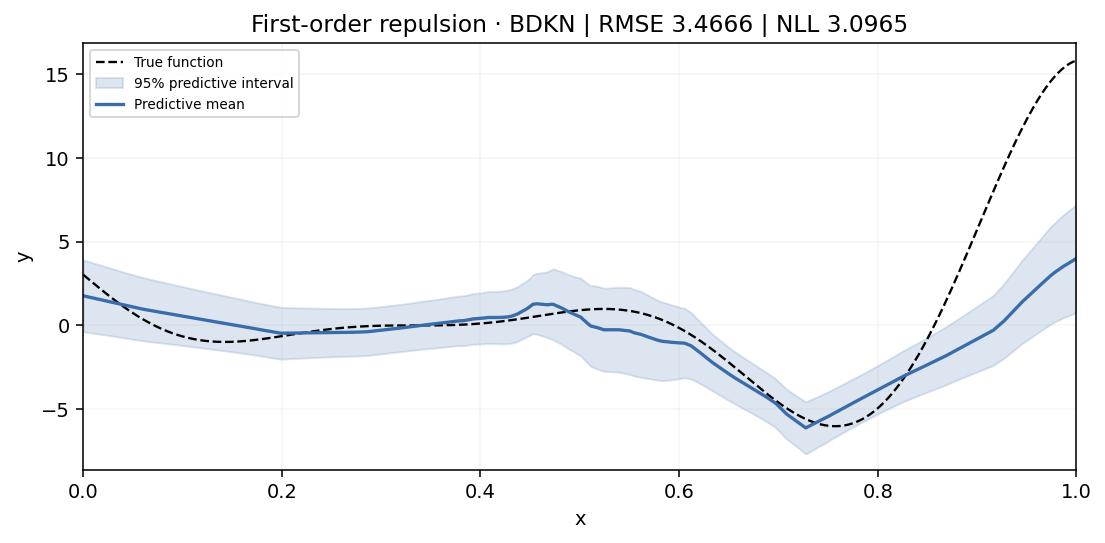 First-order repulsion · BDKN | RMSE 3.4666 | NLL 3.0965
True function
95% predictive interval
Predictive mean
y
15
10
5
0
−5
0.0 0.2 0.4 0.6 0.8 1.0
x